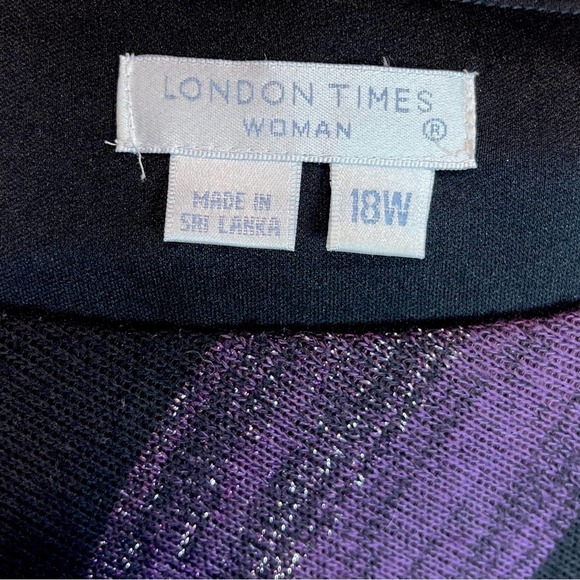 LONDON TIMES
WOMAN ®
MADE IN
SRI LANKA
18W